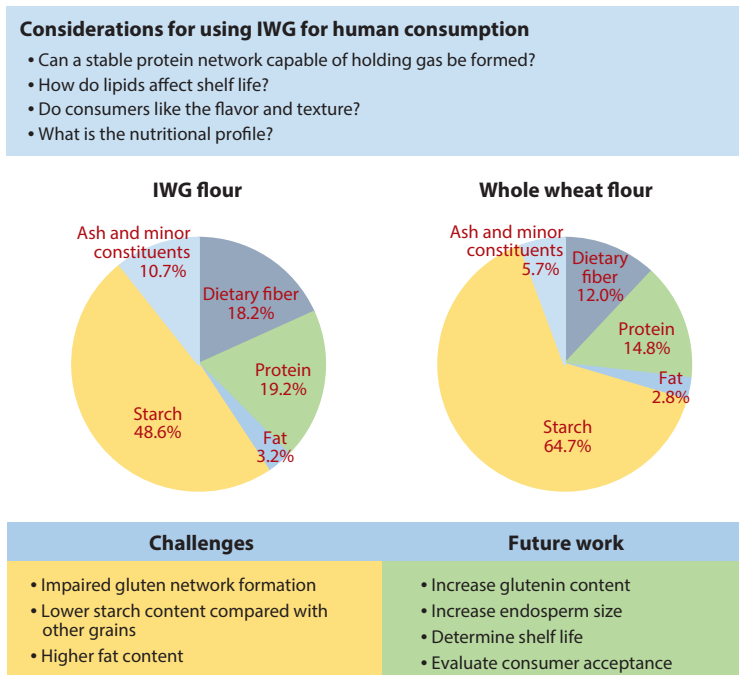 Considerations for using IWG for human consumption
• Can a stable protein network capable of holding gas be formed?
• How do lipids affect shelf life?
• Do consumers like the flavor and texture?
• What is the nutritional profile?
IWG flour
Ash and minor
constituents
10.7%
Dietary fiber
18.2%
Protein
19.2%
Fat
3.2%
Starch
48.6%
Whole wheat flour
Ash and minor
constituents
5.7%
Dietary
fiber
12.0%
Protein
14.8%
Fat
2.8%
Starch
64.7%
Challenges
• Impaired gluten network formation
• Lower starch content compared with
other grains
• Higher fat content
Future work
• Increase glutenin content
• Increase endosperm size
• Determine shelf life
• Evaluate consumer acceptance